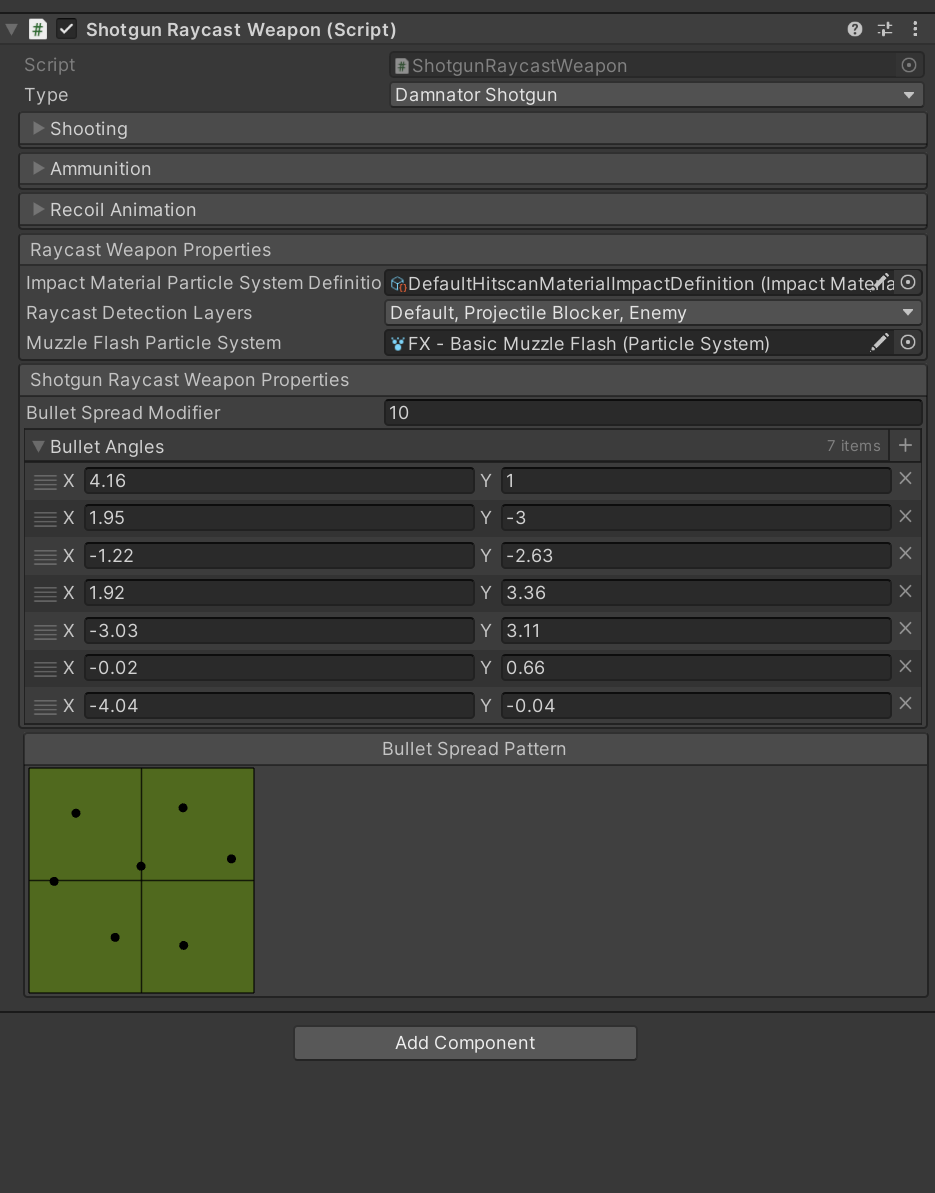 # Shotgun Raycast Weapon (Script)
Script #ShotgunRaycastWeapon
Type Damnator Shotgun
Shooting
Ammunition
Recoil Animation
Raycast Weapon Properties
Impact Material Particle System Definitio DefaultHitscanMaterialImpactDefinition (Impact Materia
Raycast Detection Layers Default, Projectile Blocker, Enemy
Muzzle Flash Particle System FX - Basic Muzzle Flash (Particle System)
Shotgun Raycast Weapon Properties
Bullet Spread Modifier 10
Bullet Angles 7 items +
X 4.16 Y 1
X 1.95 Y -3
X -1.22 Y -2.63
X 1.92 Y 3.36
X -3.03 Y 3.11
X -0.02 Y 0.66
X -4.04 Y -0.04
Bullet Spread Pattern
Add Component